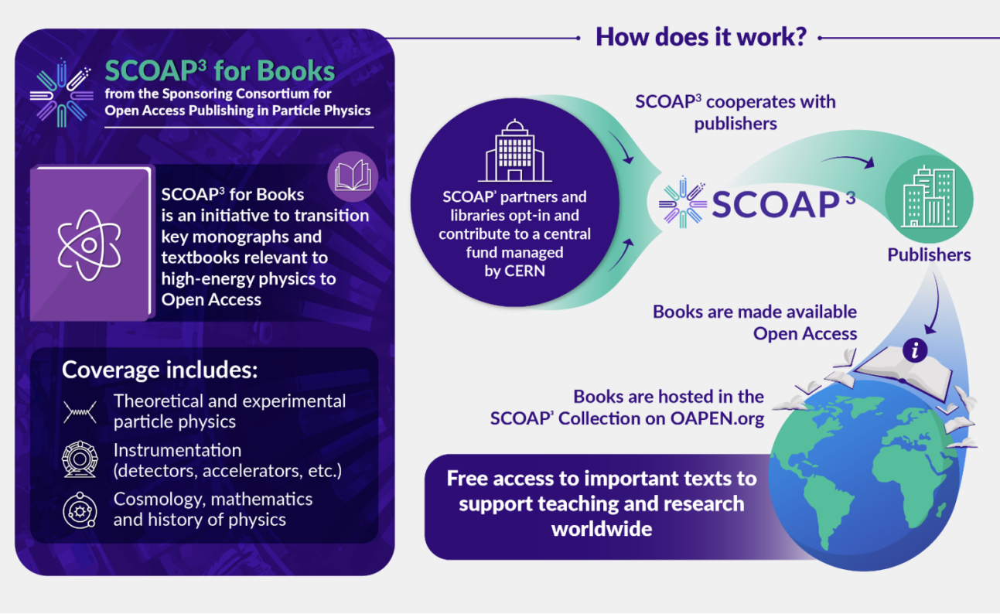 SCOAP³ for Books
from the Sponsoring Consortium for
Open Access Publishing in Particle Physics
SCOAP³ for Books
is an initiative to transition
key monographs and
textbooks relevant to
high-energy physics to
Open Access
Coverage includes:
Theoretical and experimental
particle physics
Instrumentation
(detectors, accelerators, etc.)
Cosmology, mathematics
and history of physics
How does it work?
SCOAP³ partners and
libraries opt-in and
contribute to a central
fund managed
by CERN
SCOAP³ cooperates with
publishers
SCOAP³
Publishers
Books are made available
Open Access
i
Books are hosted in the
SCOAP³ Collection on OAPEN.org
Free access to important texts to
support teaching and research
worldwide